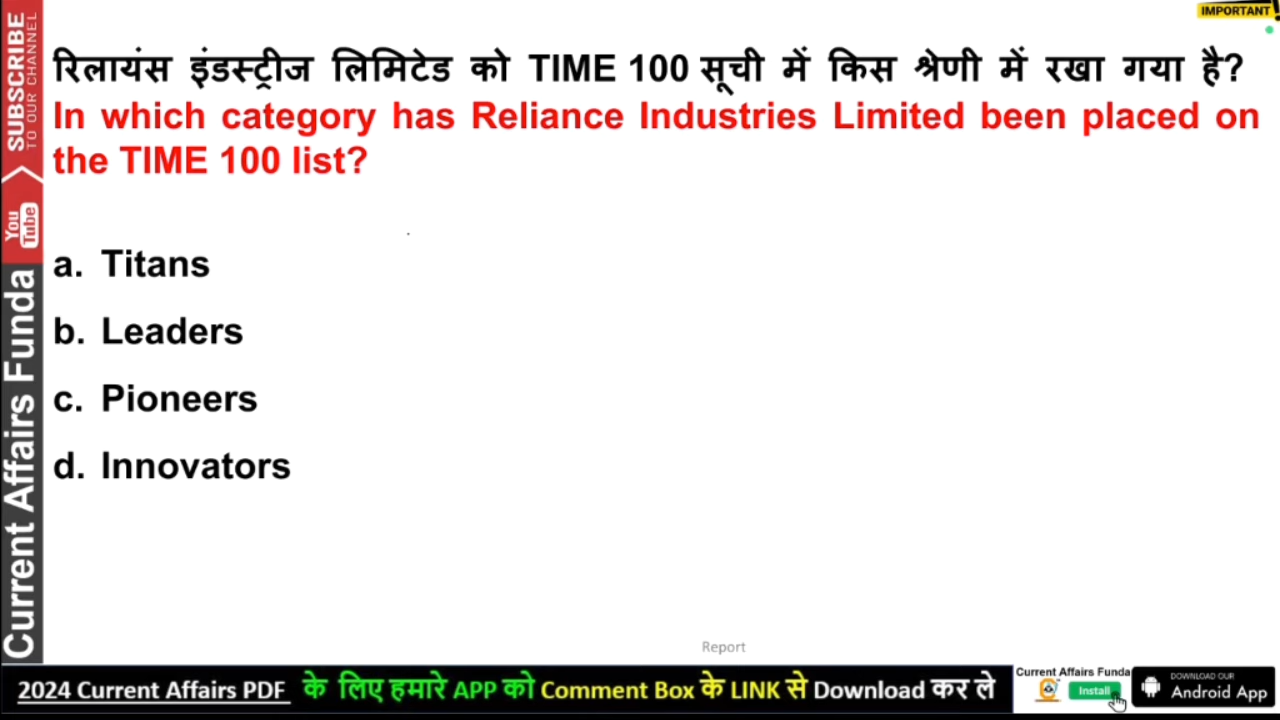 IMPORTANT
SUBSCRIBE
TO OUR CHANNEL
You
Tube
Current Affairs Funda
रिलायंस इंडस्ट्रीज लिमिटेड को TIME 100 सूची में किस श्रेणी में रखा गया है?
In which category has Reliance Industries Limited been placed on
the TIME 100 list?
a. Titans
b. Leaders
c. Pioneers
d. Innovators
Report
2024 Current Affairs PDF के लिए हमारे APP को Comment Box के LINK से Download कर ले
Current Affairs Funda
Install
DOWNLOAD OUR
Android App